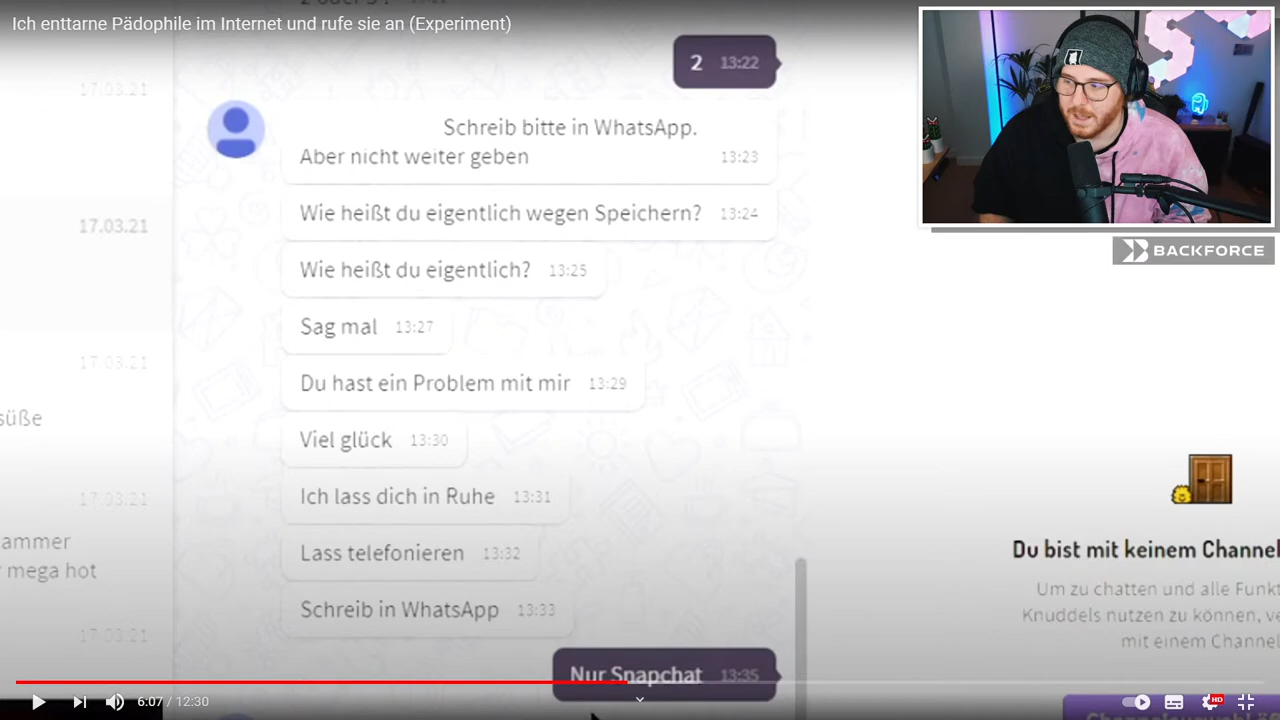 Ich enttarne Pädophile im Internet und rufe sie an (Experiment)
17.03.21
2 13:22
Schreib bitte in WhatsApp.
Aber nicht weiter geben 13:23
17.03.21
Wie heißt du eigentlich wegen Speichern? 13:24
BACKFORCE
Wie heißt du eigentlich? 13:25
Sag mal 13:27
17.03.21
Du hast ein Problem mit mir 13:29
süße
Viel glück 13:30
17.03.21
Ich lass dich in Ruhe 13:31
ammer
mega hot
Lass telefonieren 13:32
Du bist mit keinem Channel
Um zu chatten und alle Funkt
Knuddels nutzen zu können, ve
mit einem Channel
Schreib in WhatsApp 13:33
17.03.21
Nur Snapchat 13:35
6:07 / 12:30
HD